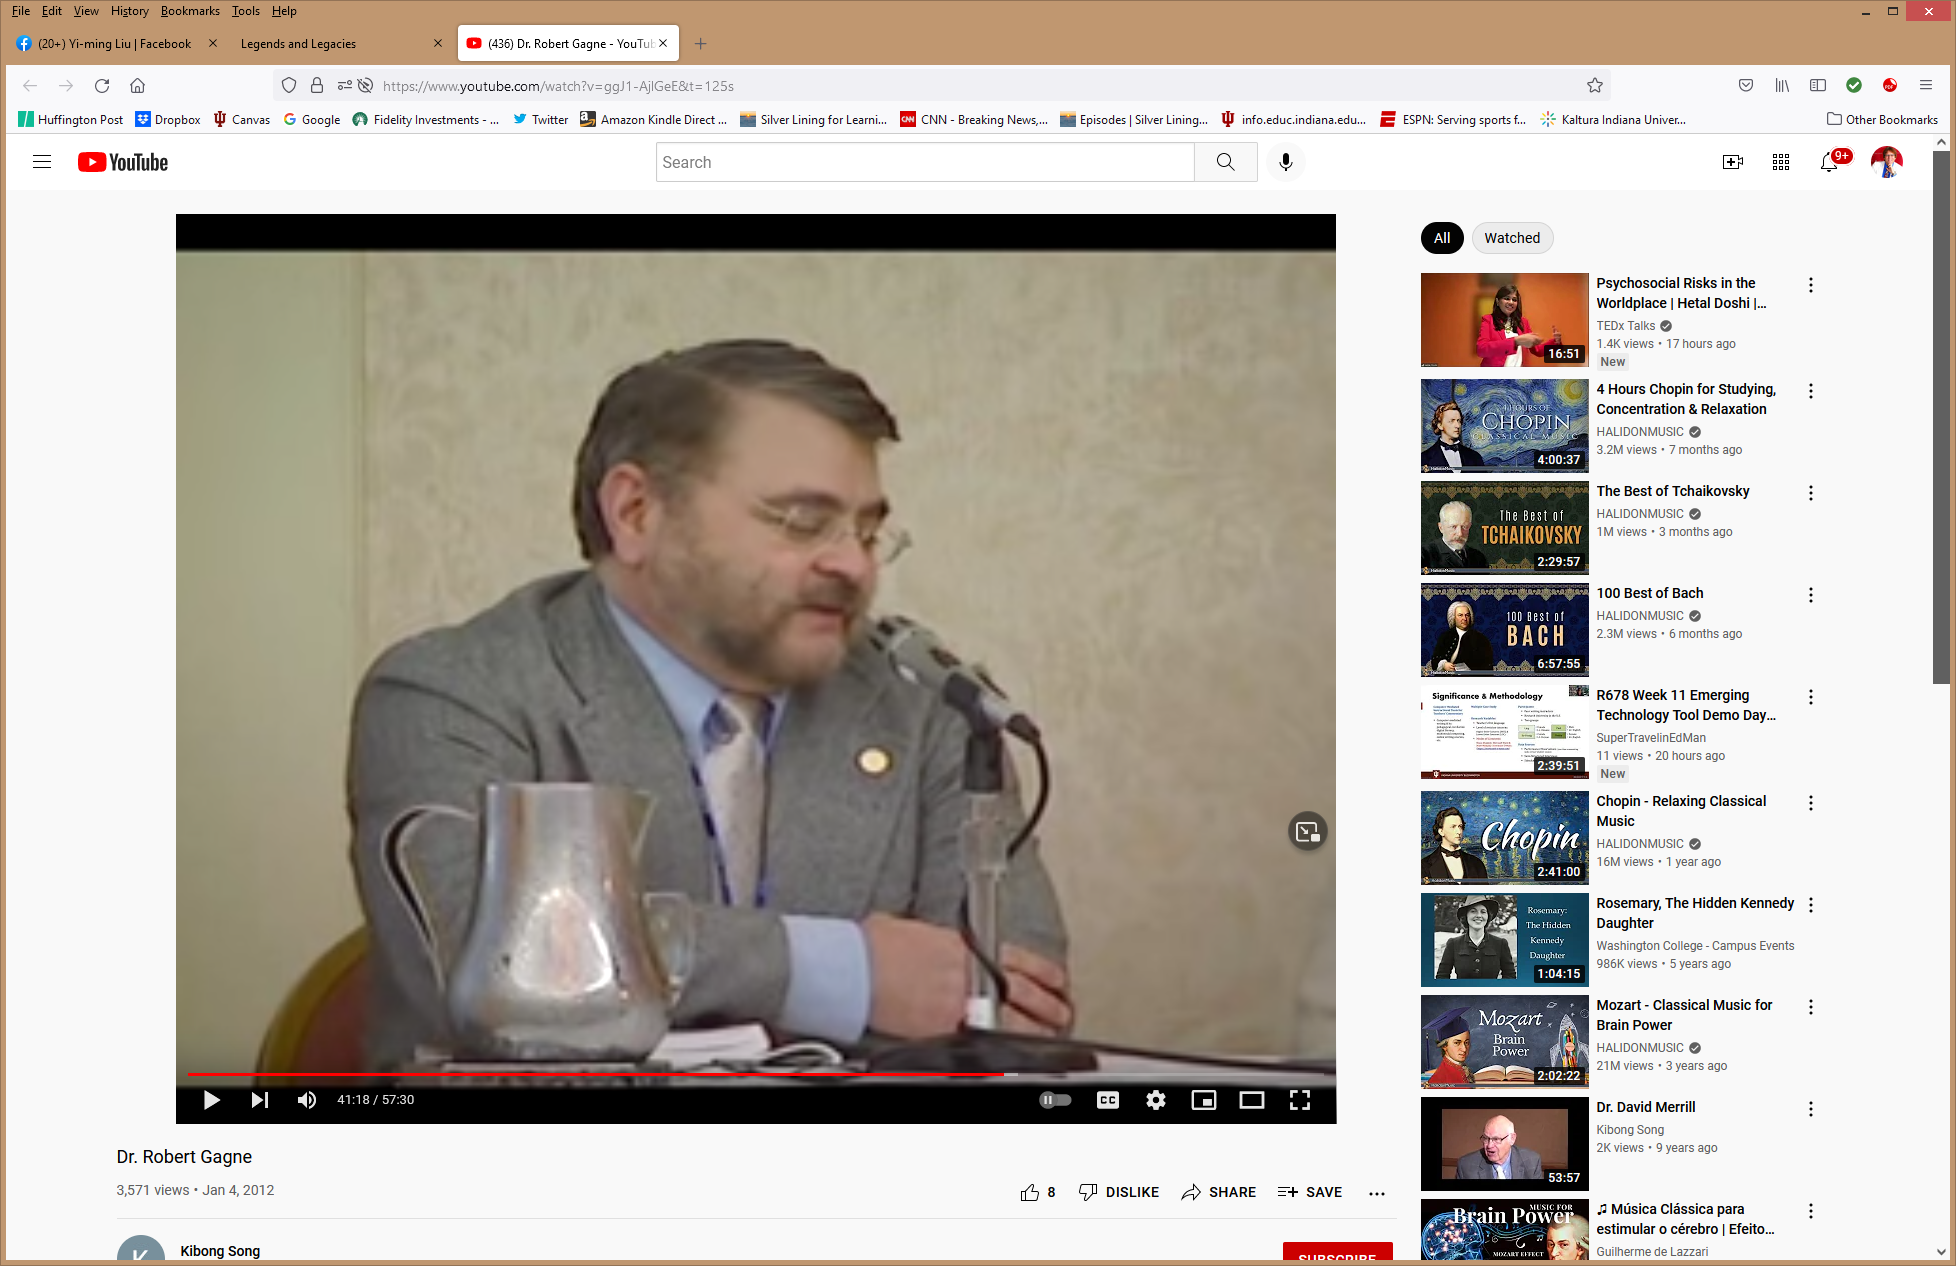 File Edit View History Bookmarks Tools Help
(20+) Yi-ming Liu | Facebook
Legends and Legacies
(436) Dr. Robert Gagne - YouTub
https://www.youtube.com/watch?v=ggJ1-AjlGeE&t=125s
Huffington Post Dropbox Canvas Google Fidelity Investments - ... Twitter Amazon Kindle Direct ... Silver Lining for Learni... CNN - Breaking News,... Episodes | Silver Lining... info.educ.indiana.edu... ESPN: Serving sports f... Kaltura Indiana Univer... Other Bookmarks
YouTube
Search
9+
All
Watched
16:51
Psychosocial Risks in the
Worldplace | Hetal Doshi |...
TEDx Talks
1.4K views • 17 hours ago
New
4 HOURS OF
CHOPIN
CLASSICAL MUSIC
4:00:37
4 Hours Chopin for Studying,
Concentration & Relaxation
HALIDONMUSIC
3.2M views • 7 months ago
The Best of
TCHAIKOVSKY
2:29:57
The Best of Tchaikovsky
HALIDONMUSIC
1M views • 3 months ago
100 Best of
BACH
6:57:55
100 Best of Bach
HALIDONMUSIC
2.3M views • 6 months ago
Significance & Methodology
2:39:51
R678 Week 11 Emerging
Technology Tool Demo Day...
SuperTravelinEdMan
11 views • 20 hours ago
New
Chopin
2:41:00
Chopin - Relaxing Classical
Music
HALIDONMUSIC
16M views • 1 year ago
Rosemary:
The Hidden
Kennedy
Daughter
1:04:15
Rosemary, The Hidden Kennedy
Daughter
Washington College - Campus Events
986K views • 5 years ago
Mozart
Brain
Power
2:02:22
Mozart - Classical Music for
Brain Power
HALIDONMUSIC
21M views • 3 years ago
53:57
Dr. David Merrill
Kibong Song
2K views • 9 years ago
MUSIC FOR
Brain Power
MOZART EFFECT
♫ Música Clássica para
estimular o cérebro | Efeito...
Guilherme de Lazzari
41:18 / 57:30
CC
Dr. Robert Gagne
3,571 views • Jan 4, 2012
8
DISLIKE
SHARE
SAVE
K
Kibong Song
SUBSCRIBE